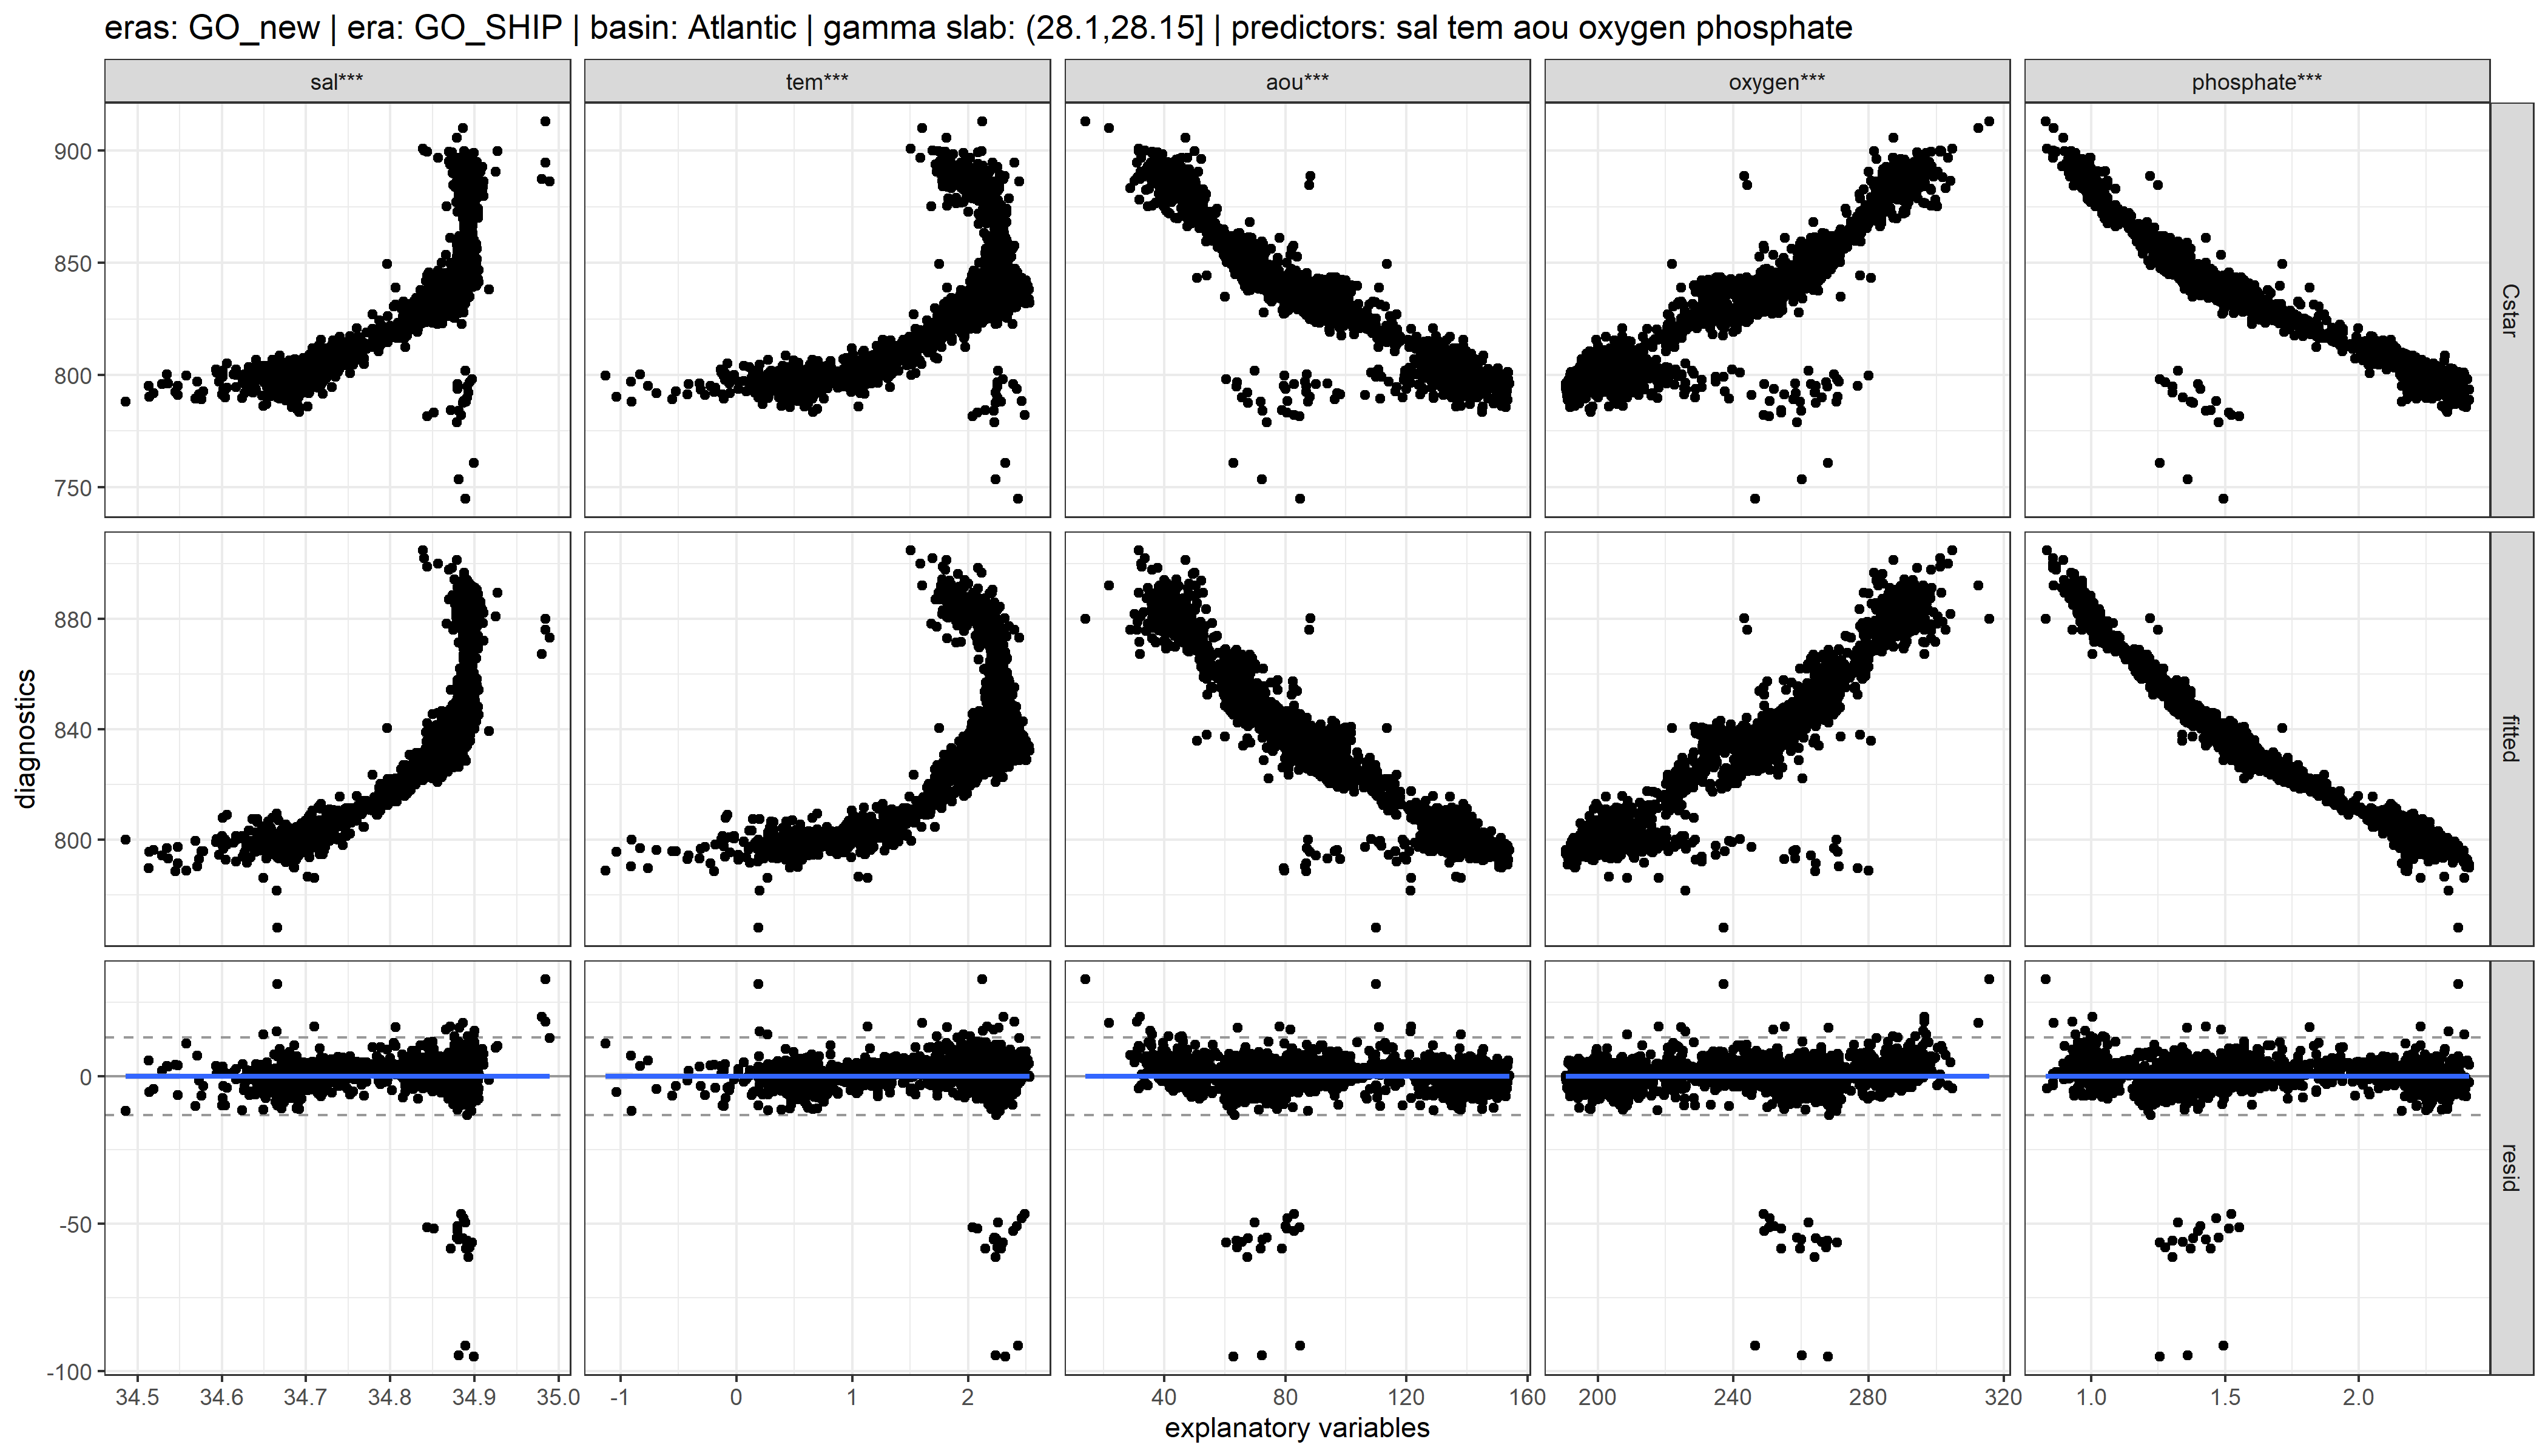 eras: GO_new | era: GO_SHIP | basin: Atlantic | gamma slab: (28.1,28.15] | predictors: sal tem aou oxygen phosphate
sal*** tem*** aou*** oxygen*** phosphate***
900
850
800
750
Cstar
880
840
800
fitted
diagnostics
0
-50
-100
resid
34.5 34.6 34.7 34.8 34.9 35.0 -1 0 1 2 40 80 120 160 200 240 280 320 1.0 1.5 2.0
explanatory variables